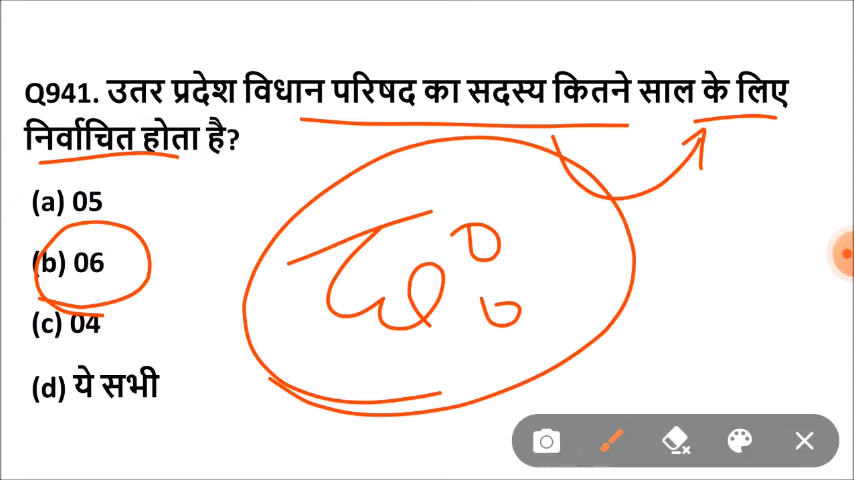 Q941. उतर प्रदेश विधान परिषद का सदस्य कितने साल के लिए
निर्वाचित होता है?
(a) 05
(b) 06
(c) 04
(d) ये सभी